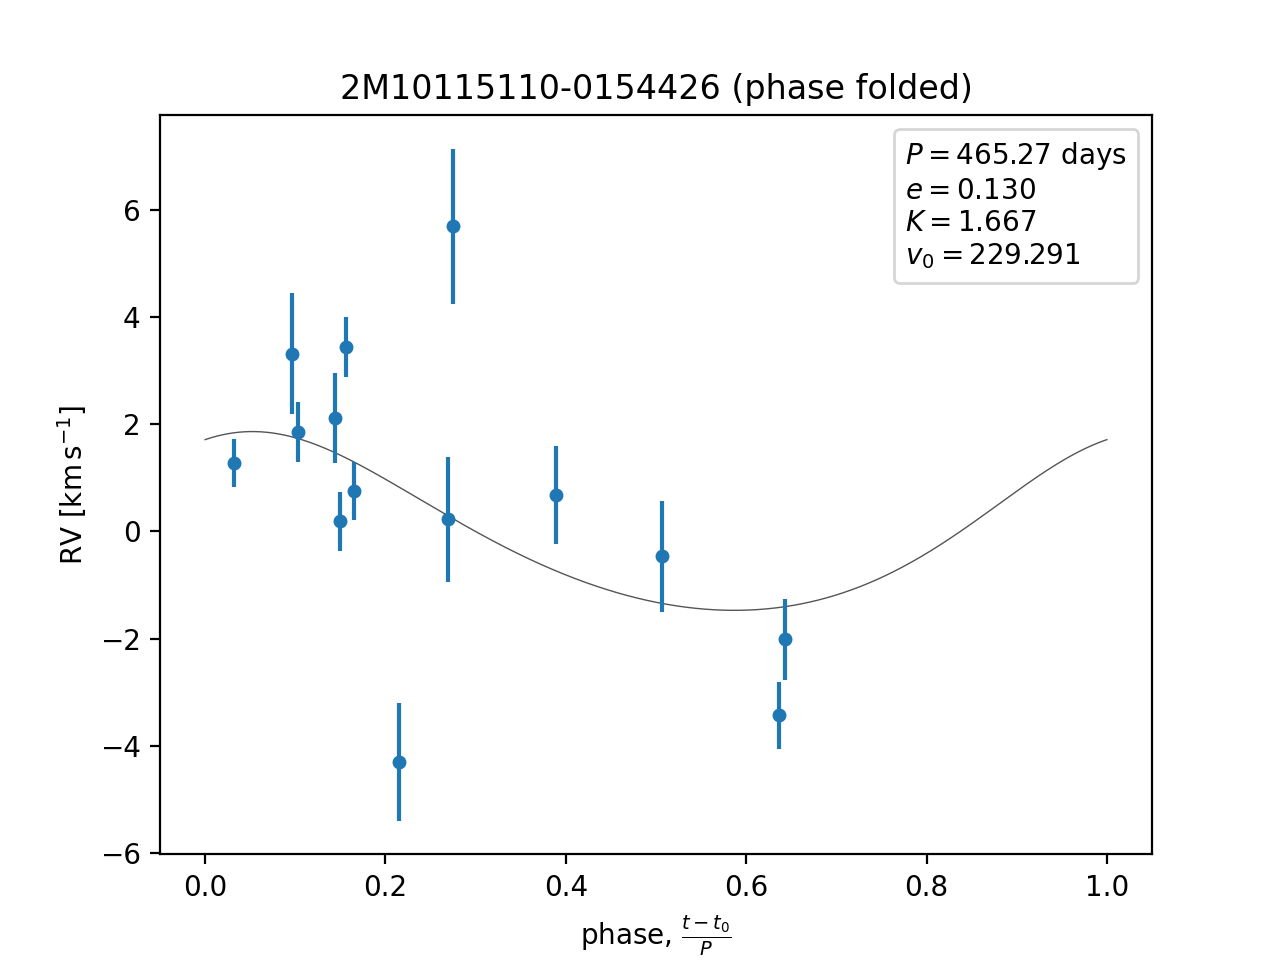 2M10115110-0154426 (phase folded)
P = 465.27 days
e = 0.130
K = 1.667
v₀ = 229.291
RV [km s⁻¹]
6
4
2
0
−2
−4
−6
0.0 0.2 0.4 0.6 0.8 1.0
phase, (t − t₀)/P